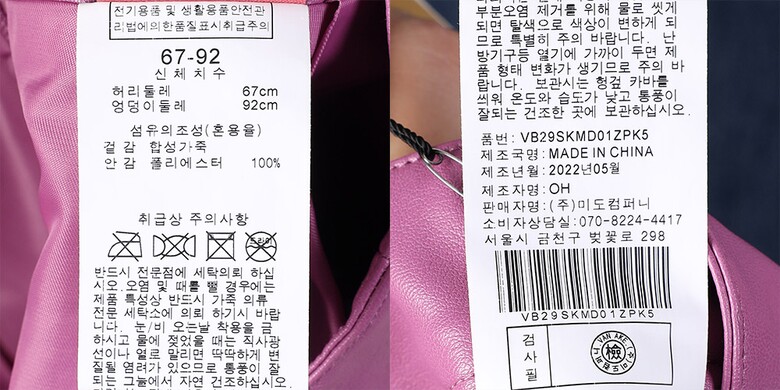 전기용품 및 생활용품안전관
리법에의한품질표시취급주의
67-92
신체치수
허리둘레 67cm
엉덩이둘레 92cm
섬유의조성(혼용율)
겉감 합성가죽
안감 폴리에스터 100%
취급상 주의사항
드라이
반드시 전문점에 세탁의뢰 하십
시오.오염 및 때를 뺄 경우에는
제품 특성상 반드시 가죽 의류
전문 세탁소에 의뢰 하기시 바랍
니다. 눈/비 오는날 착용을 금
하시고 물에 젖었을 때는 직사광
선이나 열로 말리면 딱딱하게 변
질될 염려가 있으므로 통풍이 잘
되는 그늘에서 자연 건조하십시오.
부분오염 제거를 위해 물로 씻게
되면 탈색으로 색상이 변하게 되
므로 특별히 주의 바랍니다. 난
방기구등 열기에 가까이 두면 제
품 형태 변화가 생기므로 주의 바
랍니다. 보관시는 헝겊 카바를
씌워 온도와 습도가 낮고 통풍이
잘되는 건조한 곳에 보관하십시오.
품번: VB29SKMD01ZPK5
제조국명: MADE IN CHINA
제조년월: 2022년05월
제조자명: OH
판매자명: (주)미도컴퍼니
소비자상담실: 070-8224-4417
서울시 금천구 벚꽃로 298
VB29SKMD01ZPK5
검사필
VAN AKE
檢